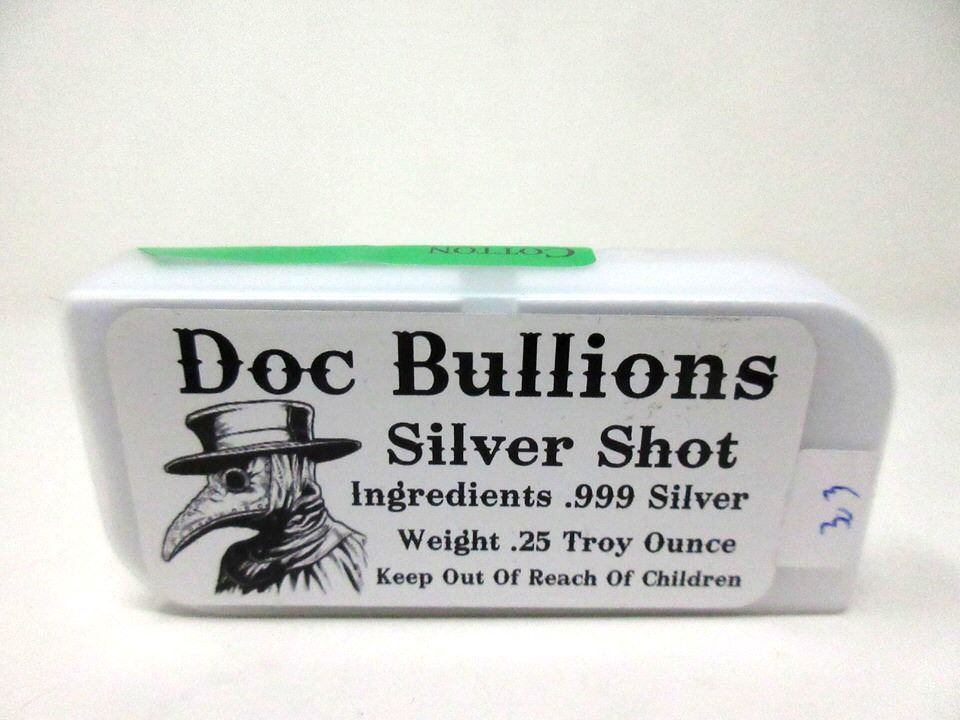 Cotton
Doc Bullions
Silver Shot
Ingredients .999 Silver
Weight .25 Troy Ounce
Keep Out Of Reach Of Children